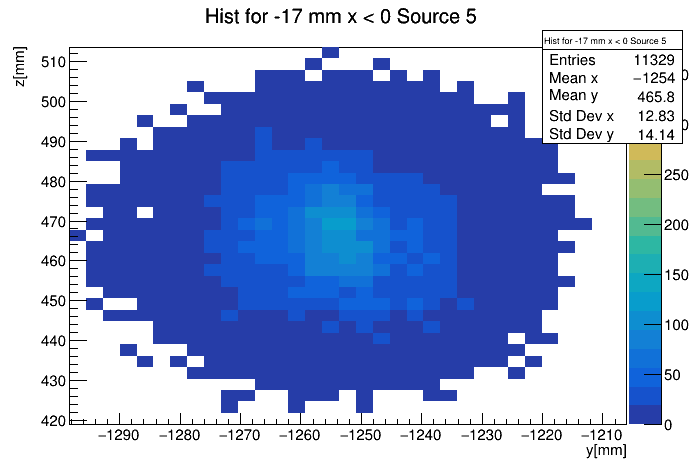 Hist for -17 mm x < 0 Source 5
z[mm]
510
500
490
480
470
460
450
440
430
420
−1290 −1280 −1270 −1260 −1250 −1240 −1230 −1220 −1210
y[mm]
Hist for -17 mm x < 0 Source 5
Entries 11329
Mean x −1254
Mean y 465.8
Std Dev x 12.83
Std Dev y 14.14
0
0
250
200
150
100
50
0